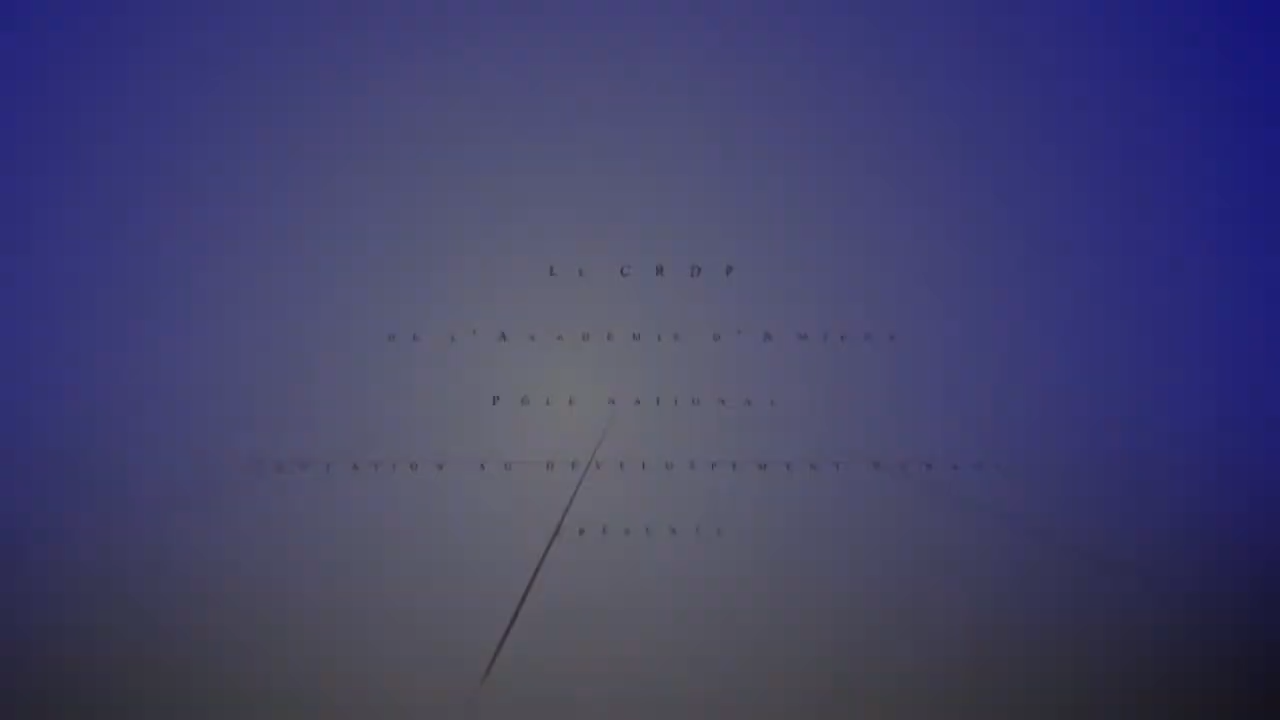 Le CRDP
de l'Académie d'Amiens
Pôle national
au développement
présente